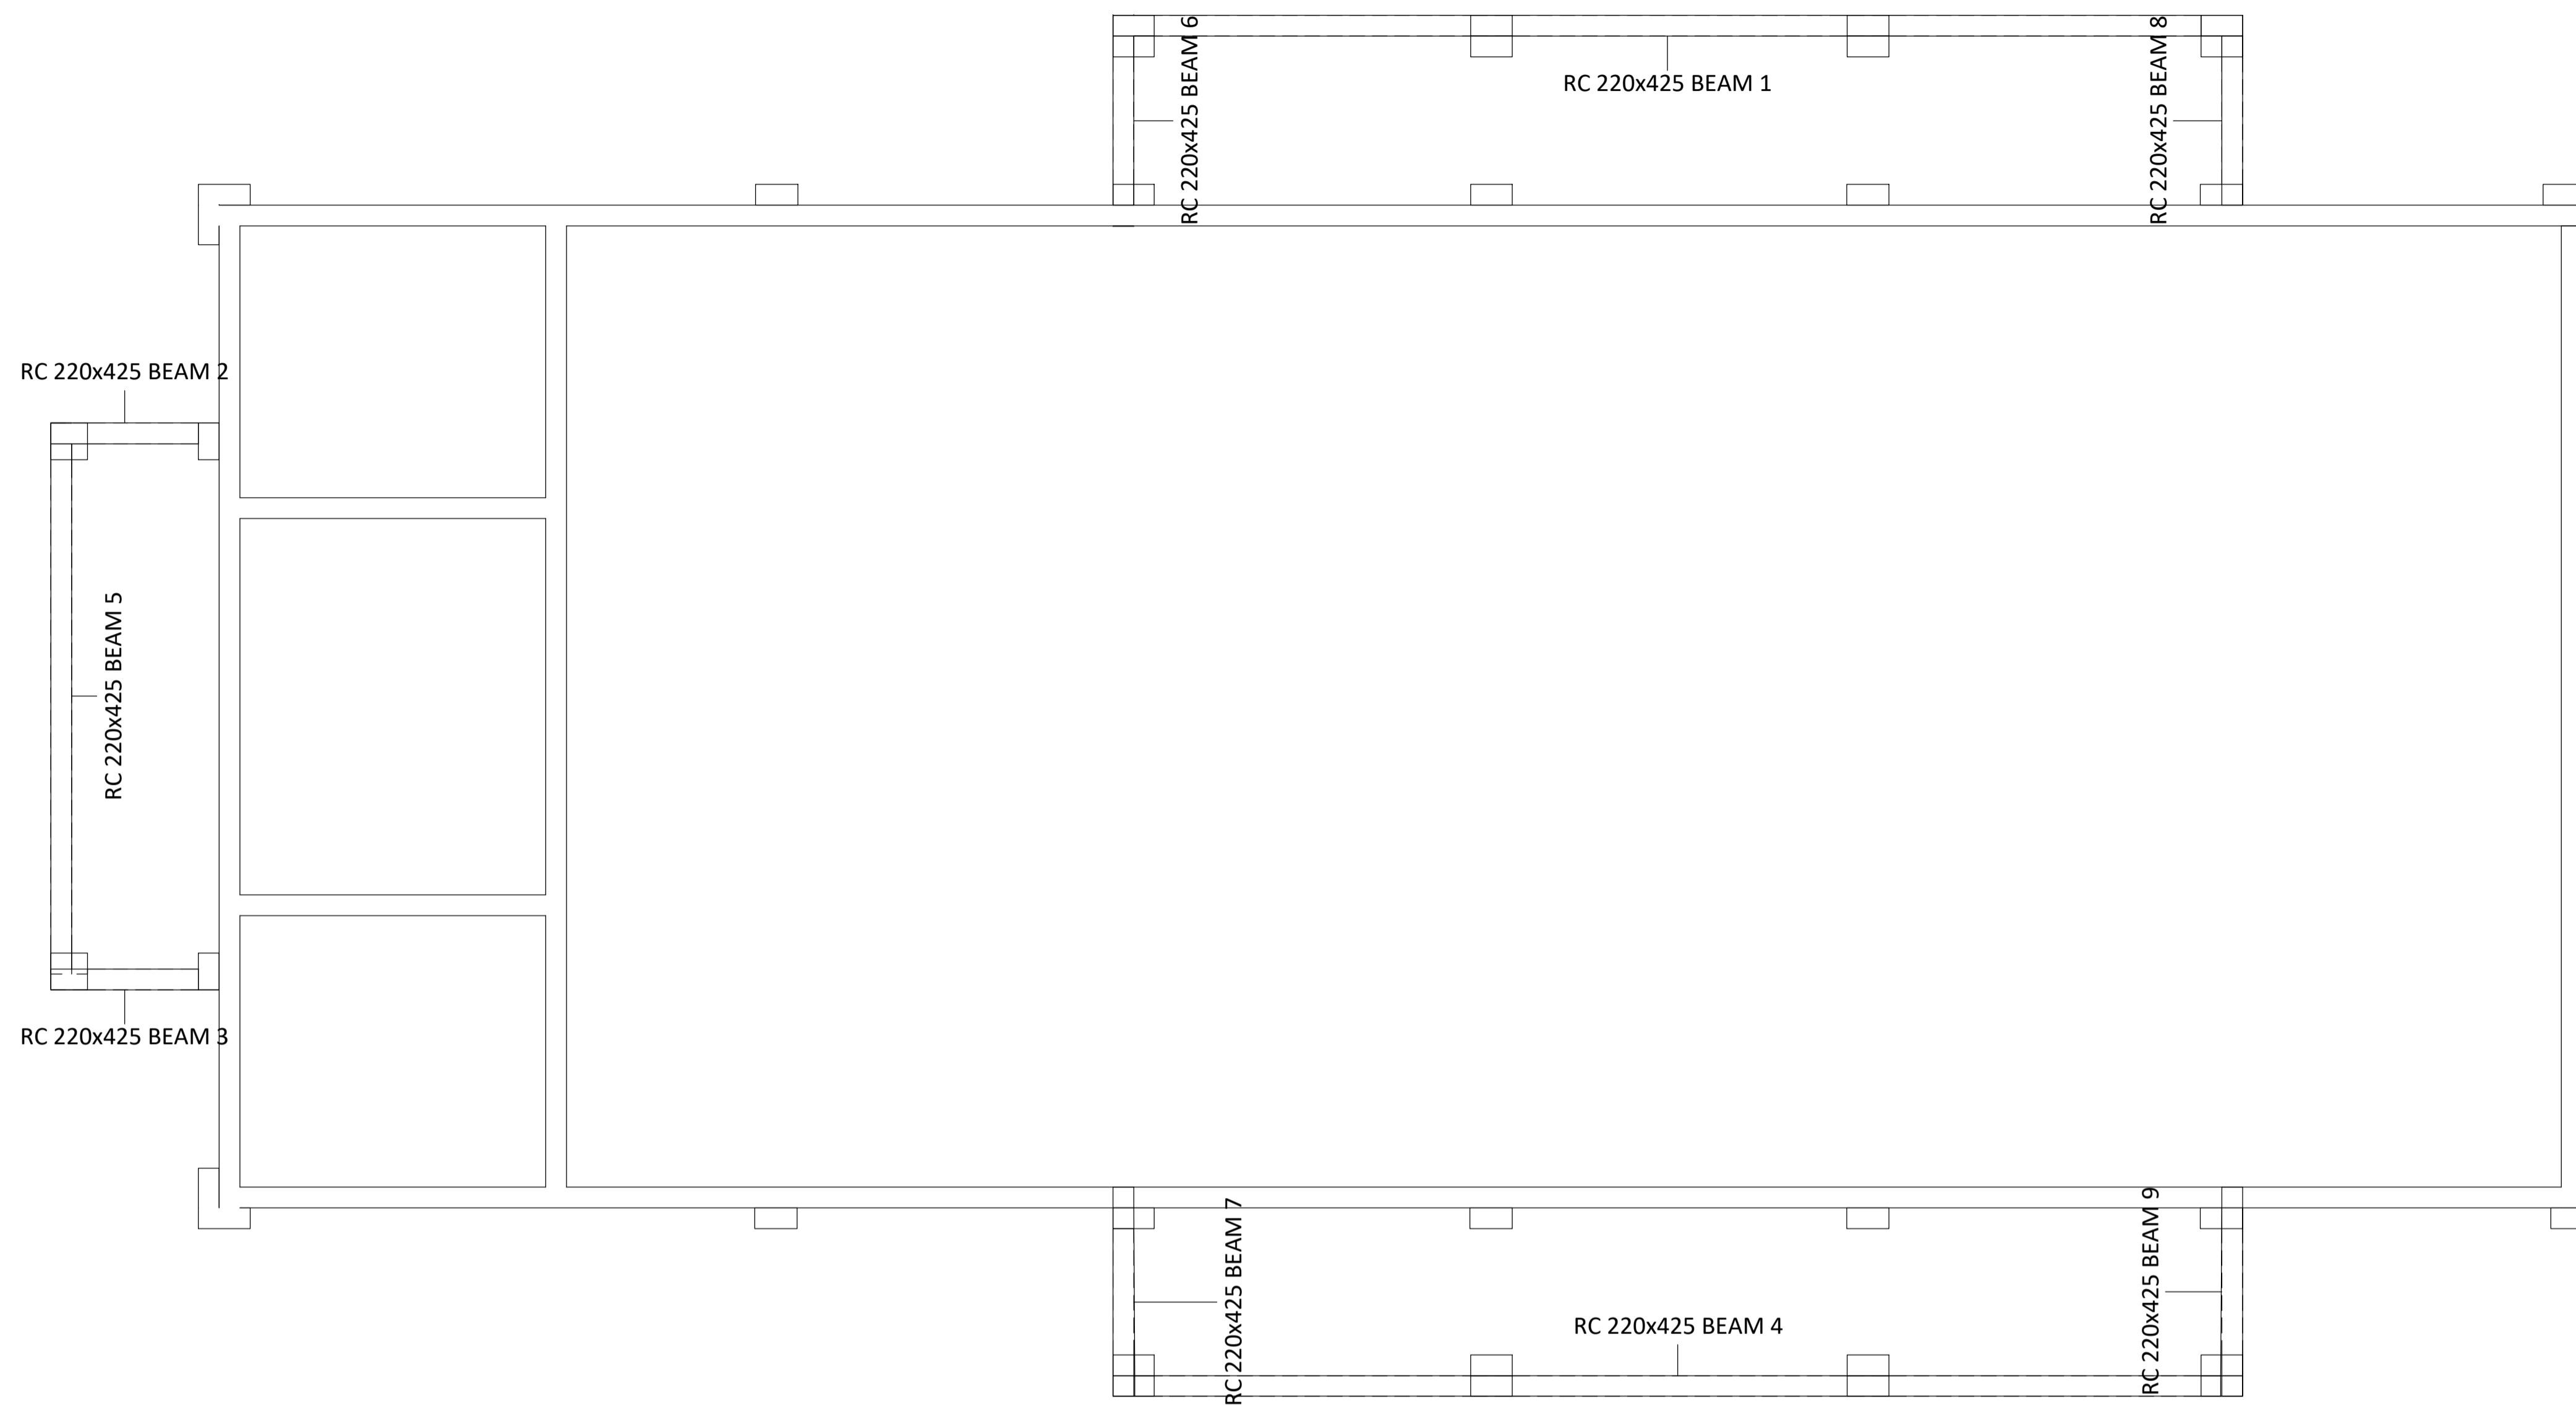 RC 220x425 BEAM 6
RC 220x425 BEAM 1
RC 220x425 BEAM 8
RC 220x425 BEAM 2
RC 220x425 BEAM 5
RC 220x425 BEAM 3
RC 220x425 BEAM 7
RC 220x425 BEAM 4
RC 220x425 BEAM 9